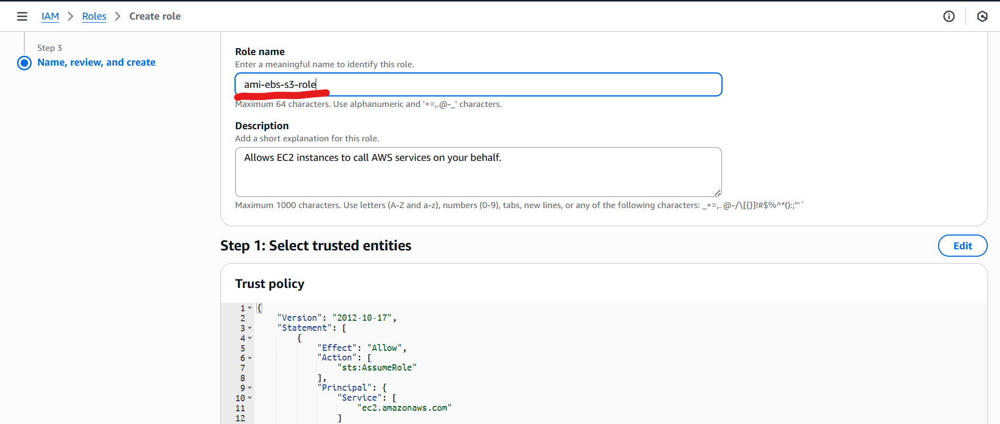 IAM > Roles > Create role
Step 3
Name, review, and create
Role name
Enter a meaningful name to identify this role.
ami-ebs-s3-role
Maximum 64 characters. Use alphanumeric and '+=,.@-_' characters.
Description
Add a short explanation for this role.
Allows EC2 instances to call AWS services on your behalf.
Maximum 1000 characters. Use letters (A-Z and a-z), numbers (0-9), tabs, new lines, or any of the following characters: _+=,. @-/\[{}]!#$%^*();:"'`
Step 1: Select trusted entities
Edit
Trust policy
1 {
2 "Version": "2012-10-17",
3 "Statement": [
4 {
5 "Effect": "Allow",
6 "Action": [
7 "sts:AssumeRole"
8 ],
9 "Principal": {
10 "Service": [
11 "ec2.amazonaws.com"
12 ]